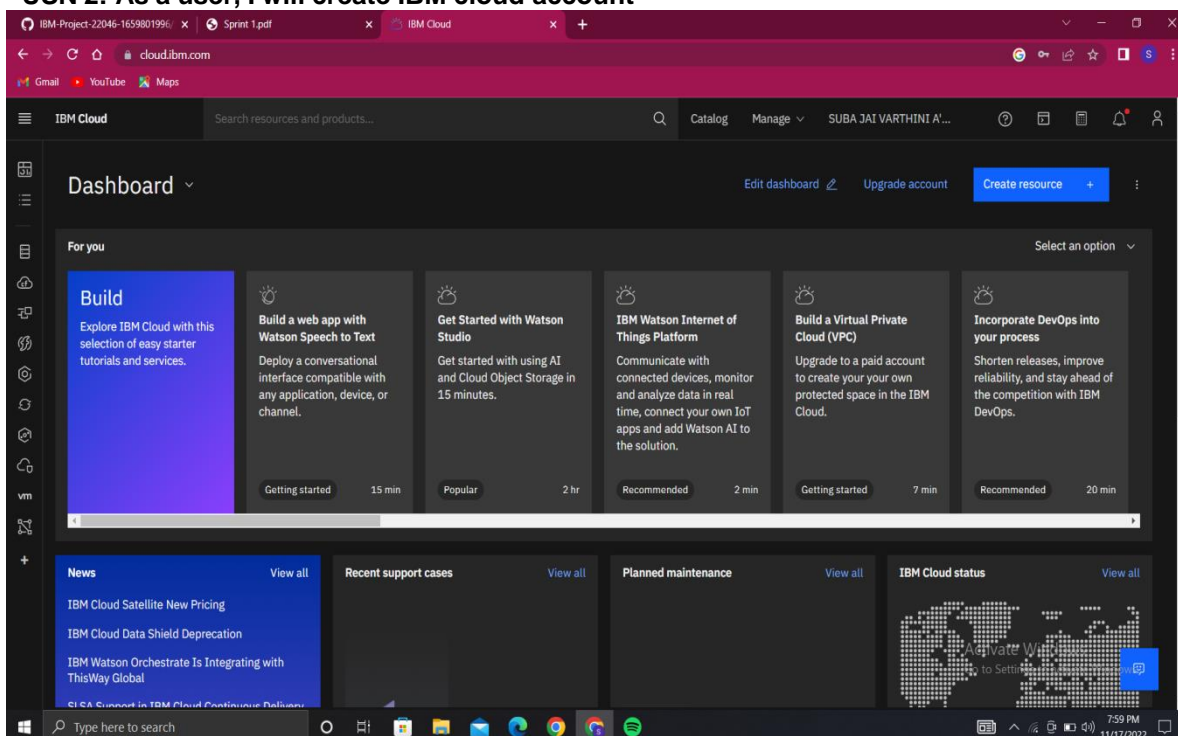 USN 2: As a user, I will create IBM cloud account
IBM-Project-22046-165980199
Sprint 1.pdf
IBM Cloud
cloud.ibm.com
S
Gmail
YouTube
Maps
IBM Cloud
Search resources and products...
Catalog
Manage
SUBA JAI VARTHINI A'...
Dashboard
Edit dashboard
Upgrade account
Create resource +
For you
Select an option
Build
Explore IBM Cloud with this
selection of easy starter
tutorials and services.
Build a web app with
Watson Speech to Text
Deploy a conversational
interface compatible with
any application, device, or
channel.
Getting started
15 min
Get Started with Watson
Studio
Get started with using AI
and Cloud Object Storage in
15 minutes.
Popular
2 hr
IBM Watson Internet of
Things Platform
Communicate with
connected devices, monitor
and analyze data in real
time, connect your own IoT
apps and add Watson AI to
the solution.
Recommended
2 min
Build a Virtual Private
Cloud (VPC)
Upgrade to a paid account
to create your your own
protected space in the IBM
Cloud.
Getting started
7 min
Incorporate DevOps into
your process
Shorten releases, improve
reliability, and stay ahead of
the competition with IBM
DevOps.
Recommended
20 min
vm
News
View all
IBM Cloud Satellite New Pricing
IBM Cloud Data Shield Deprecation
IBM Watson Orchestrate Is Integrating with
ThisWay Global
SLSA Support in IBM Cloud Continuous Delivery
Recent support cases
View all
Planned maintenance
View all
IBM Cloud status
View all
Type here to search
7:59 PM
11/17/2022